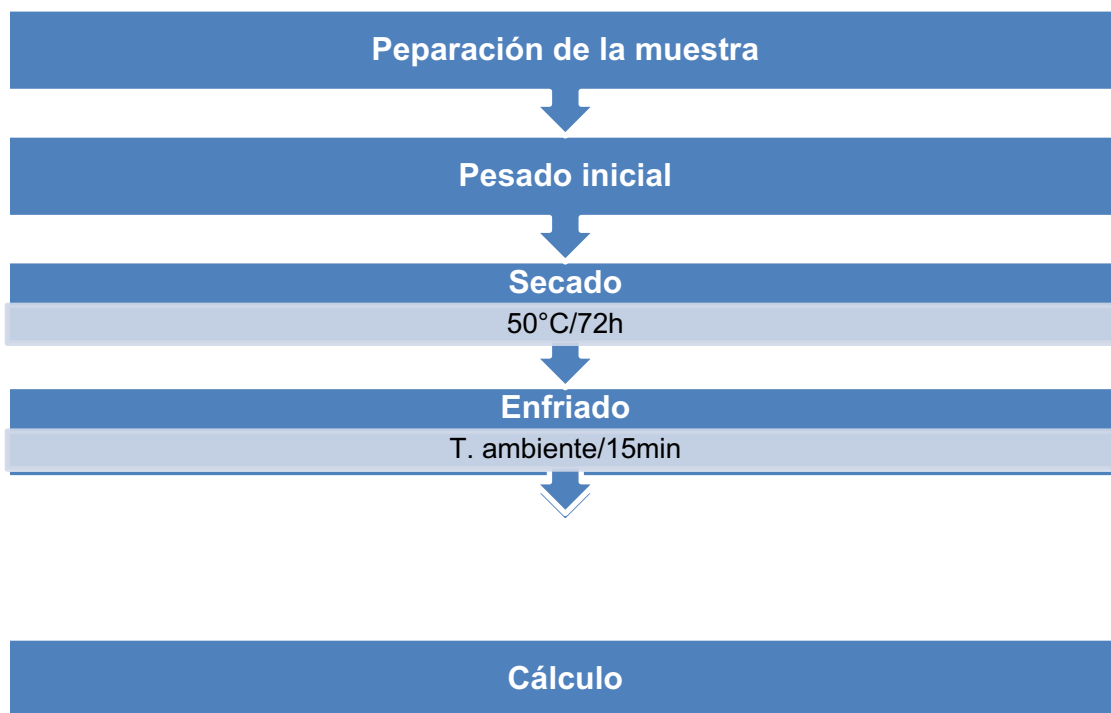 Peparación de la muestra
Pesado inicial
Secado
50°C/72h
Enfriado
T. ambiente/15min
Cálculo